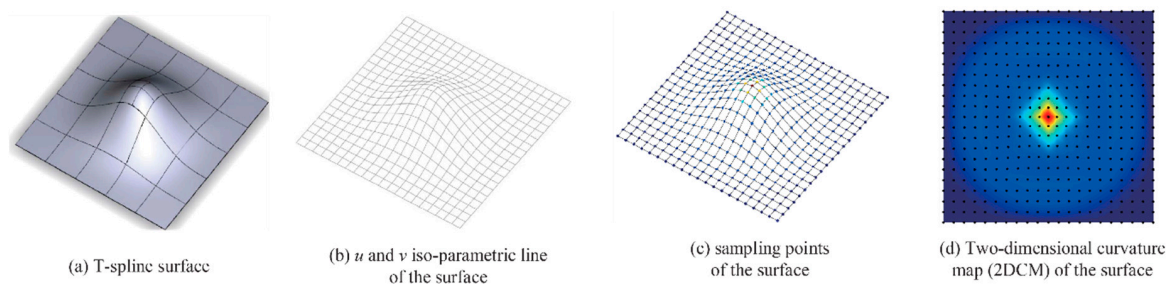 (a) T-spline surface
(b) u and v iso-parametric line
of the surface
(c) sampling points
of the surface
(d) Two-dimensional curvature
map (2DCM) of the surface